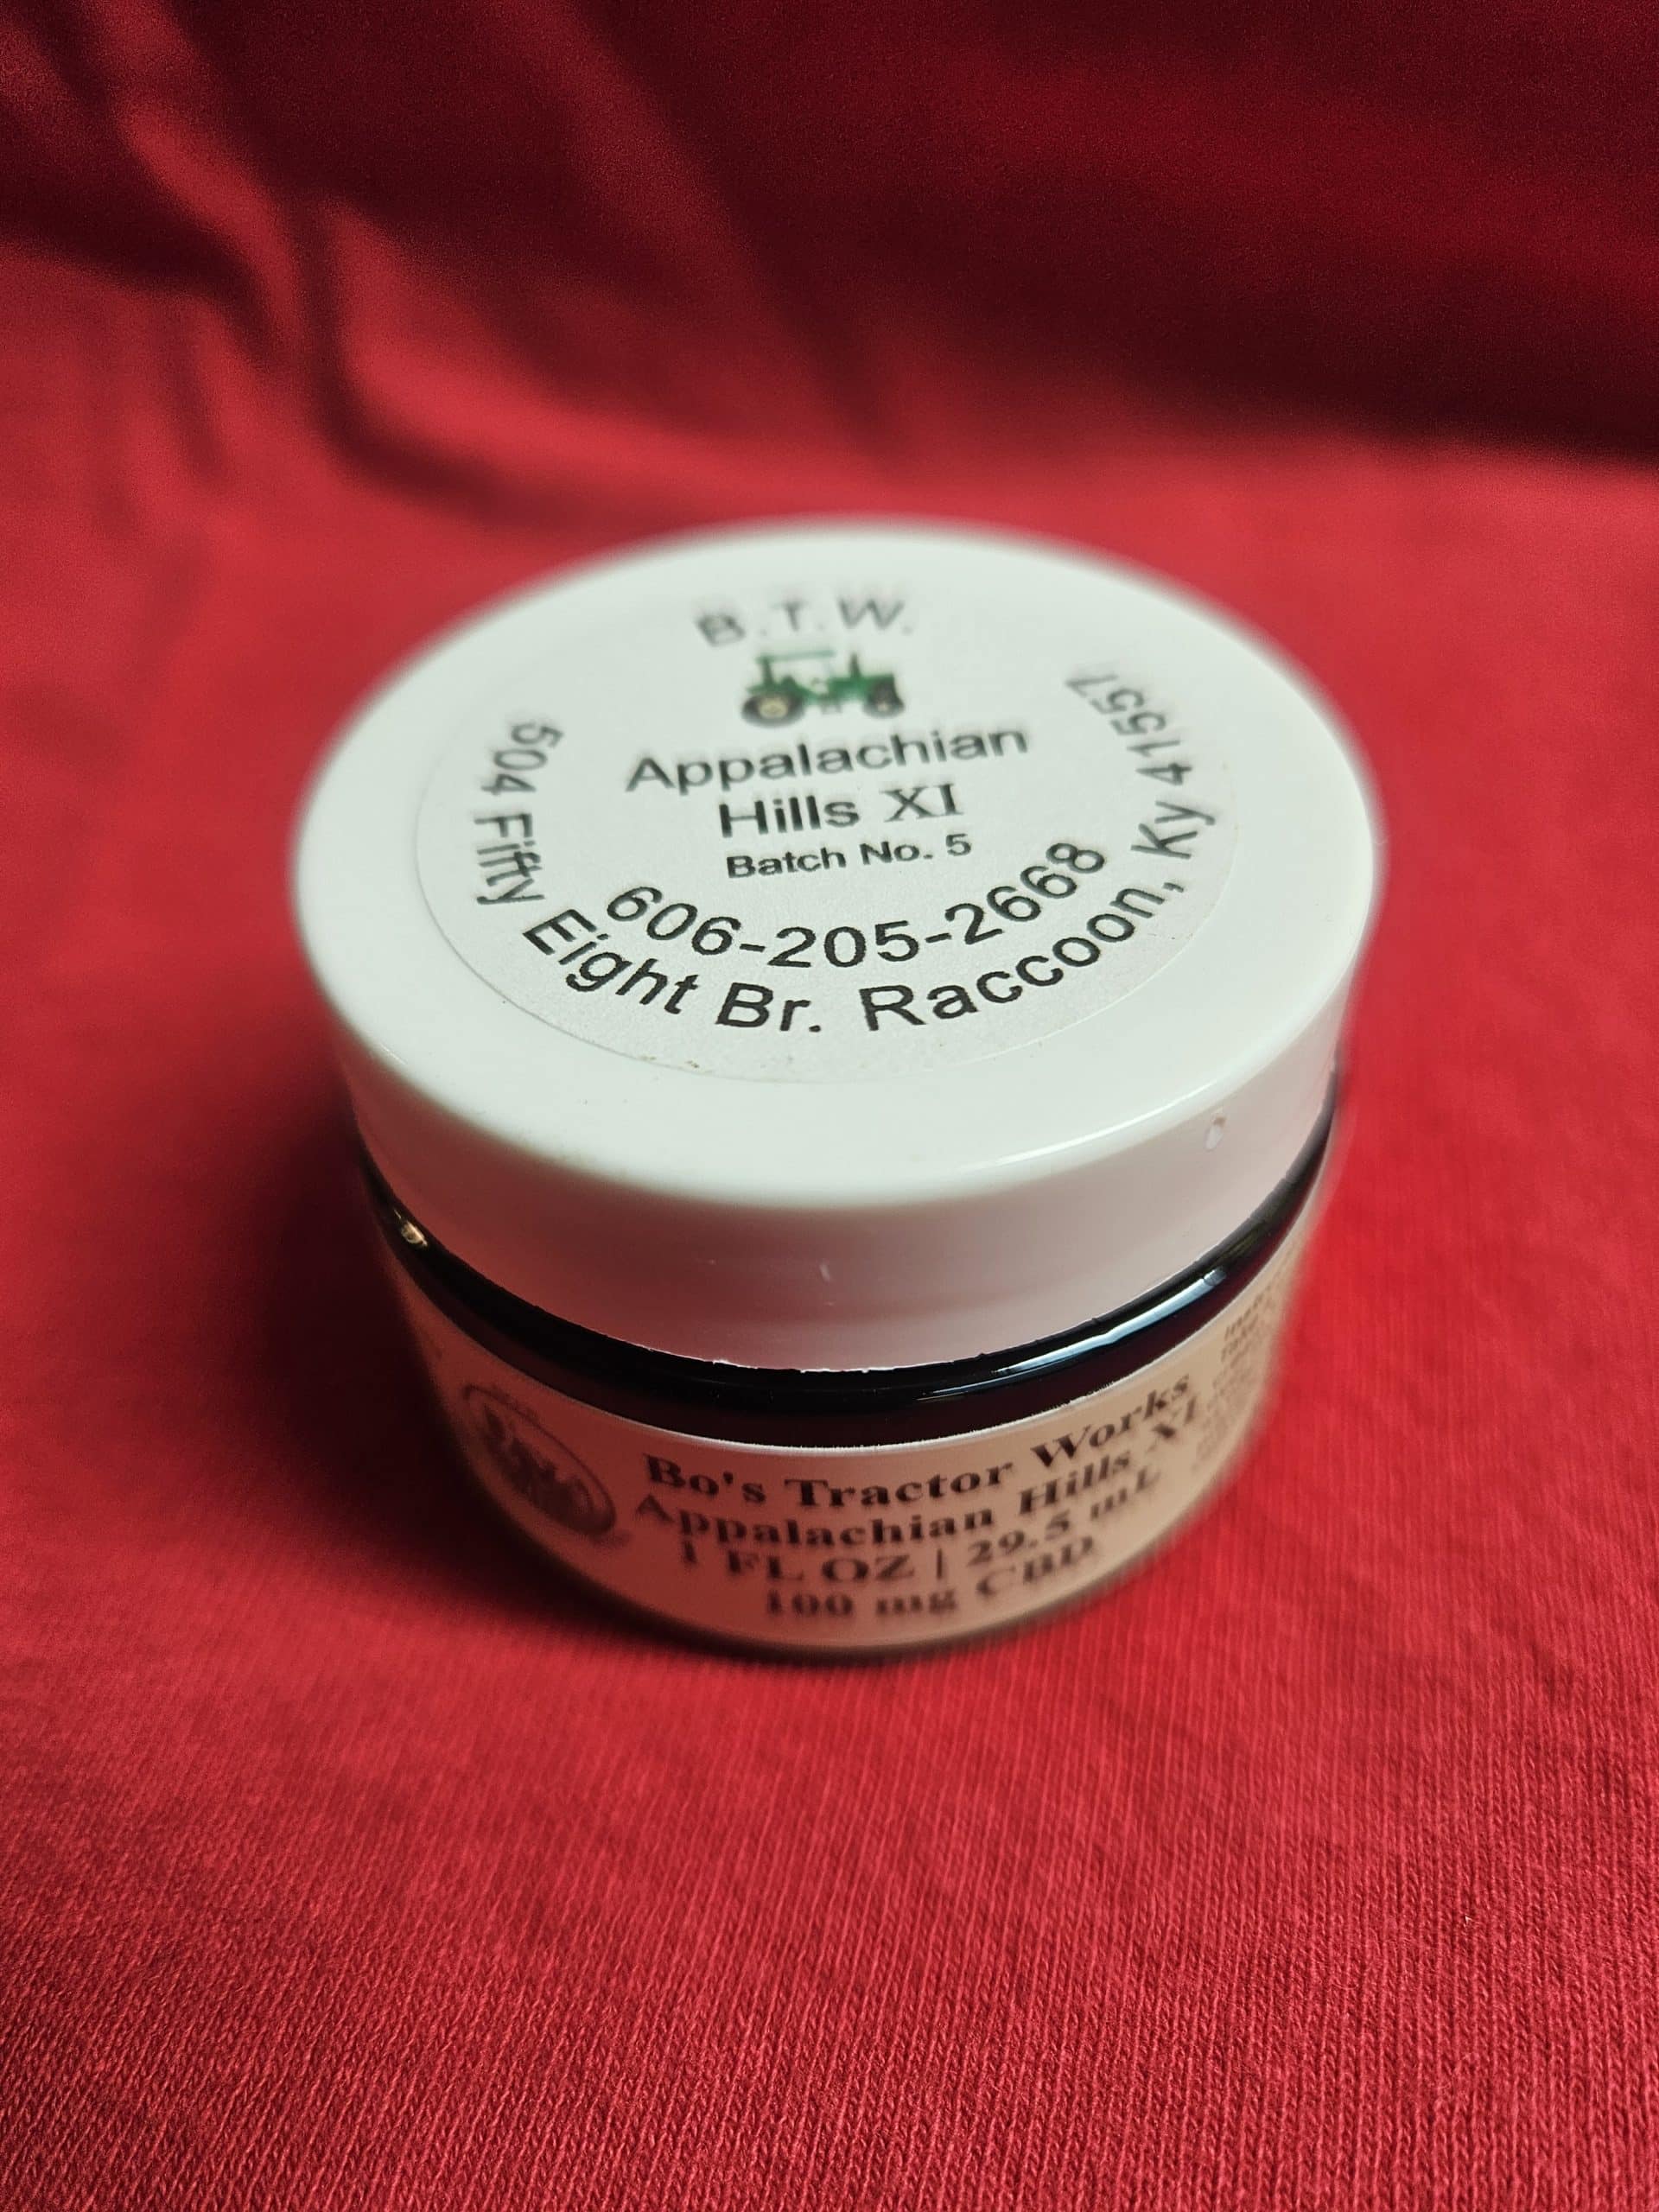 B.T.W.
Appalachian
Hills XI
Batch No. 5
606-205-2668
504 Fifty Eight Br. Raccoon, Ky 41557
Bo's Tractor Works
Appalachian Hills XI
1 FL OZ | 29.5 mL
100 mg CBD